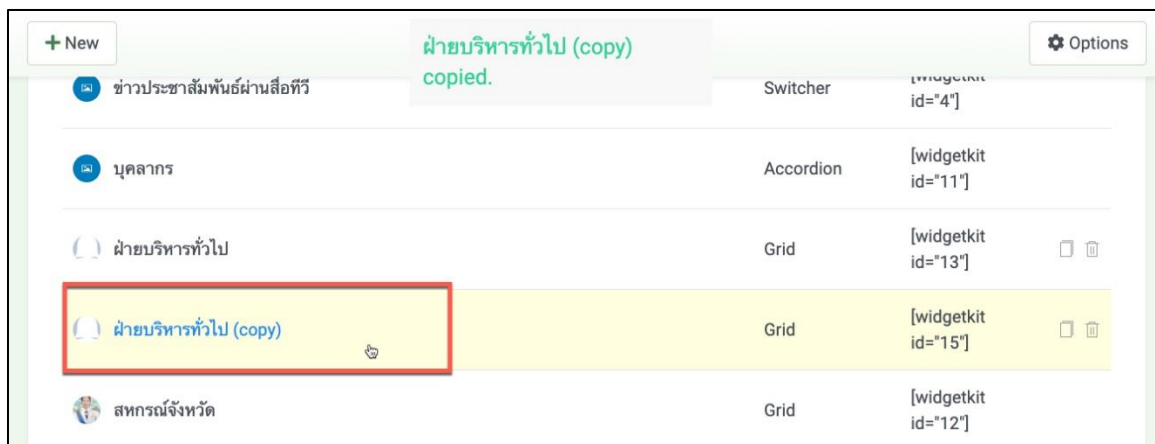 New
ฝ่ายบริหารทั่วไป (copy)
copied.
Options
ข่าวประชาสัมพันธ์ผ่านสื่อทีวี
Switcher
[widgetkit
id="4"]
บุคลากร
Accordion
[widgetkit
id="11"]
ฝ่ายบริหารทั่วไป
Grid
[widgetkit
id="13"]
ฝ่ายบริหารทั่วไป (copy)
Grid
[widgetkit
id="15"]
สหกรณ์จังหวัด
Grid
[widgetkit
id="12"]